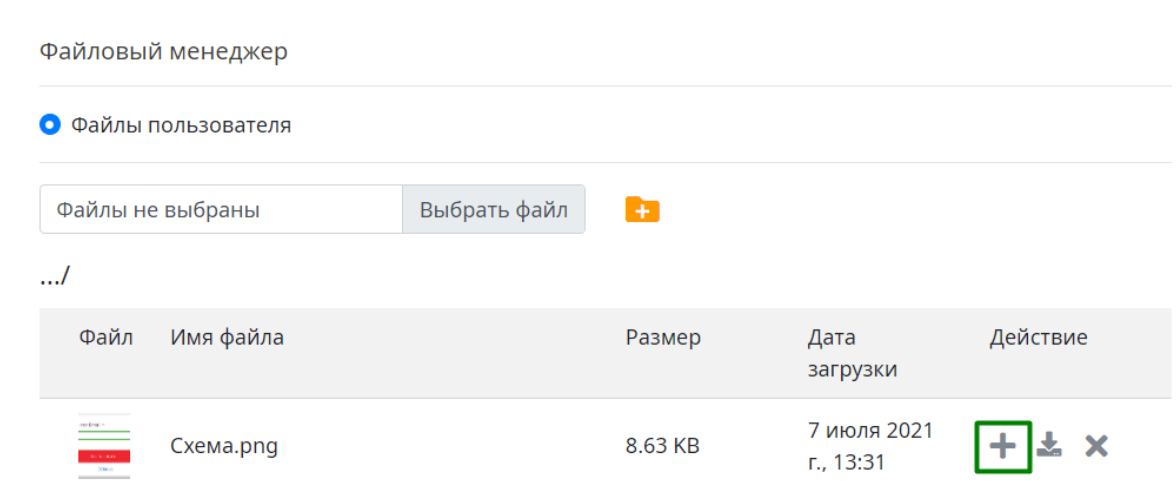 Файловый менеджер
Файлы пользователя
Файлы не выбраны Выбрать файл
.../
Файл Имя файла Размер Дата загрузки Действие
Схема.png 8.63 KB 7 июля 2021 г., 13:31